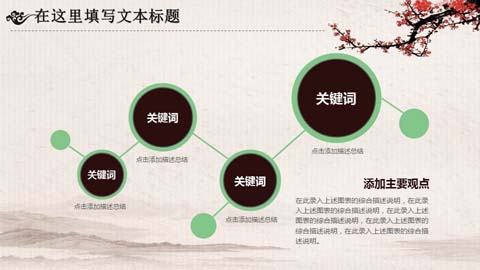 在这里填写文本标题
关键词
点击添加描述总结
关键词
点击添加描述总结
关键词
点击添加描述总结
关键词
点击添加描述总结
添加主要观点
在此录入上述图表的综合描述说明，在此录
入上述图表的综合描述说明，在此录入上述
图表的综合描述说明，在此录入上述图表的
综合描述说明，在此录入上述图表的综合描
述说明。